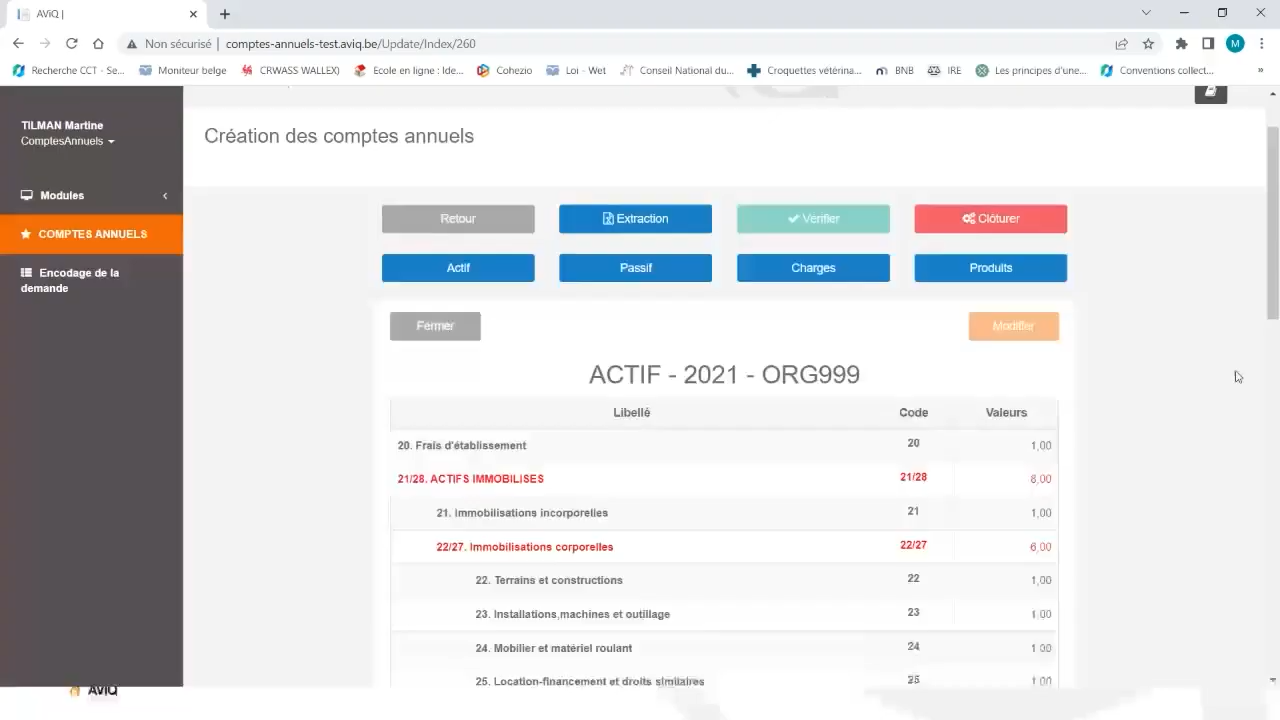 AViQ |
Non sécurisé | comptes-annuels-test.aviq.be/Update/Index/260
M
Recherche CCT - Se... Moniteur belge CRWASS WALLEX) Ecole en ligne : Ide... Cohezio Loi - Wet Conseil National du... Croquettes vétérina... BNB IRE Les principes d'une... Conventions collect... »
TILMAN Martine
ComptesAnnuels
Modules
COMPTES ANNUELS
Encodage de la
demande
Création des comptes annuels
Retour Extraction Vérifier Clôturer
Actif Passif Charges Produits
Fermer Modifier
ACTIF - 2021 - ORG999
Libellé Code Valeurs
20. Frais d'établissement 20 1,00
21/28. ACTIFS IMMOBILISES 21/28 8,00
21. Immobilisations incorporelles 21 1,00
22/27. Immobilisations corporelles 22/27 6,00
22. Terrains et constructions 22 1,00
23. Installations,machines et outillage 23 1,00
24. Mobilier et matériel roulant 24 1,00
25. Location-financement et droits similaires 25 1,00
AViQ